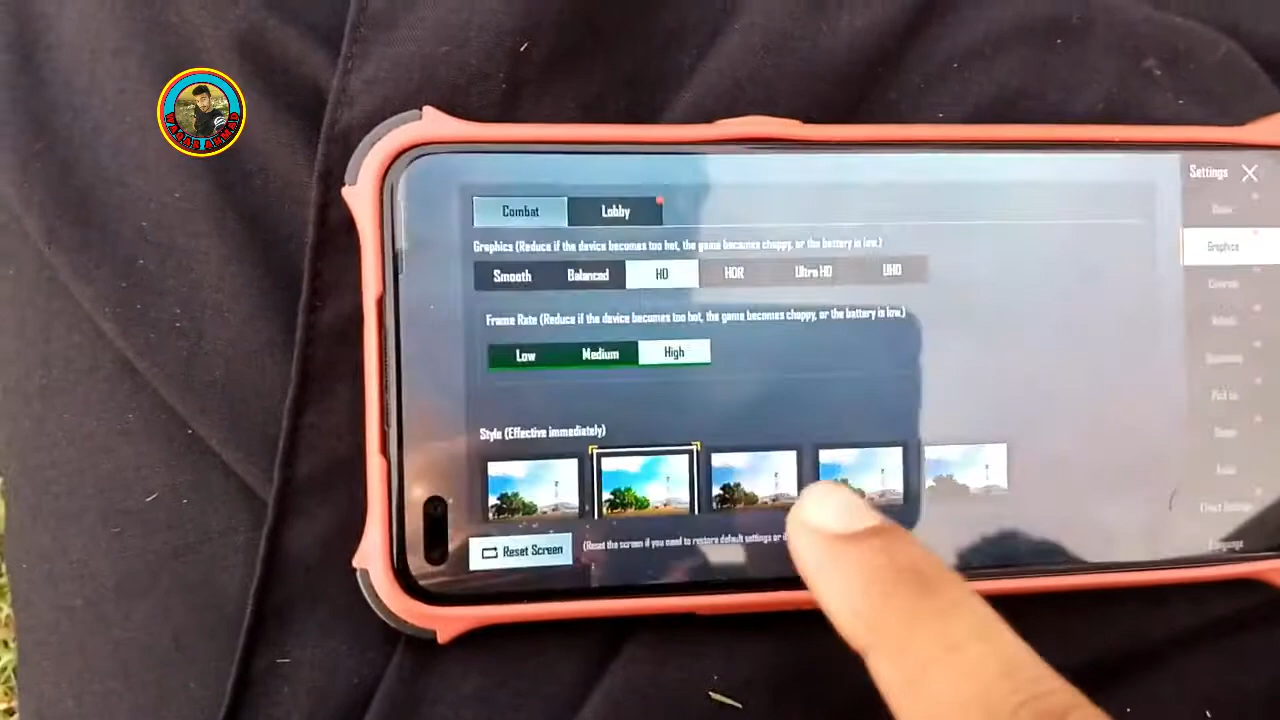 WAQAS AHMAD
Settings
Combat
Lobby
Graphics (Reduce if the device becomes too hot, the game becomes choppy, or the battery is low.)
Graphics
Smooth
Balanced
HD
HDR
Ultra HD
UHD
Frame Rate (Reduce if the device becomes too hot, the game becomes choppy, or the battery is low.)
Low
Medium
High
Style (Effective immediately)
Reset Screen
(Reset the screen if you need to restore default settings or
Language